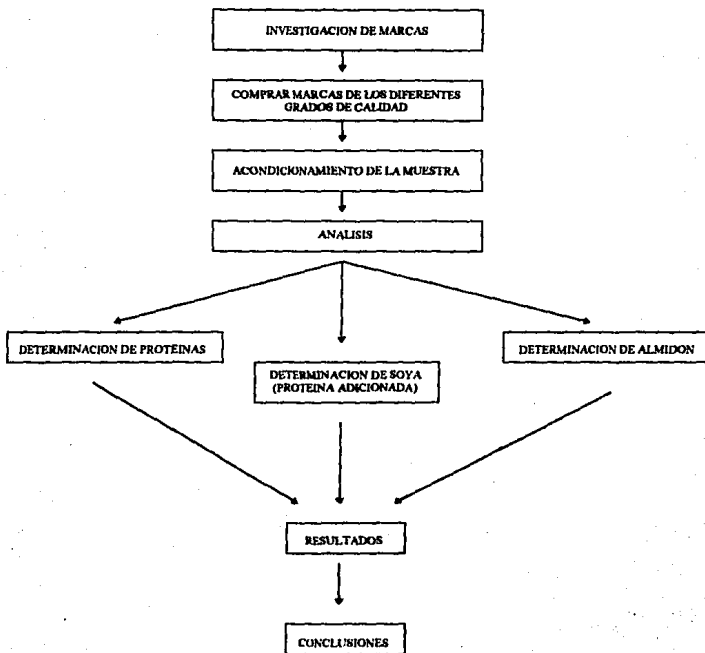 INVESTIGACION DE MARCAS
COMPRAR MARCAS DE LOS DIFERENTES
GRADOS DE CALIDAD
ACONDICIONAMIENTO DE LA MUESTRA
ANALISIS
DETERMINACION DE PROTEINAS
DETERMINACION DE SOYA
(PROTEINA ADICIONADA)
DETERMINACION DE ALMIDON
RESULTADOS
CONCLUSIONES